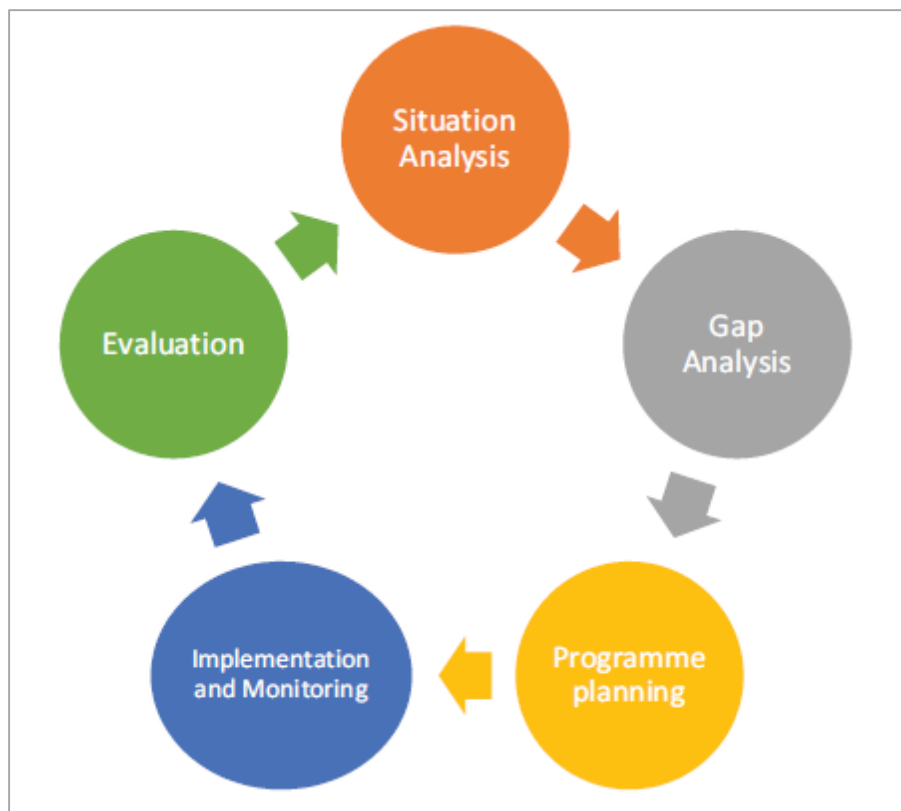 Situation
Analysis
Gap
Analysis
Programme
planning
Implementation
and Monitoring
Evaluation